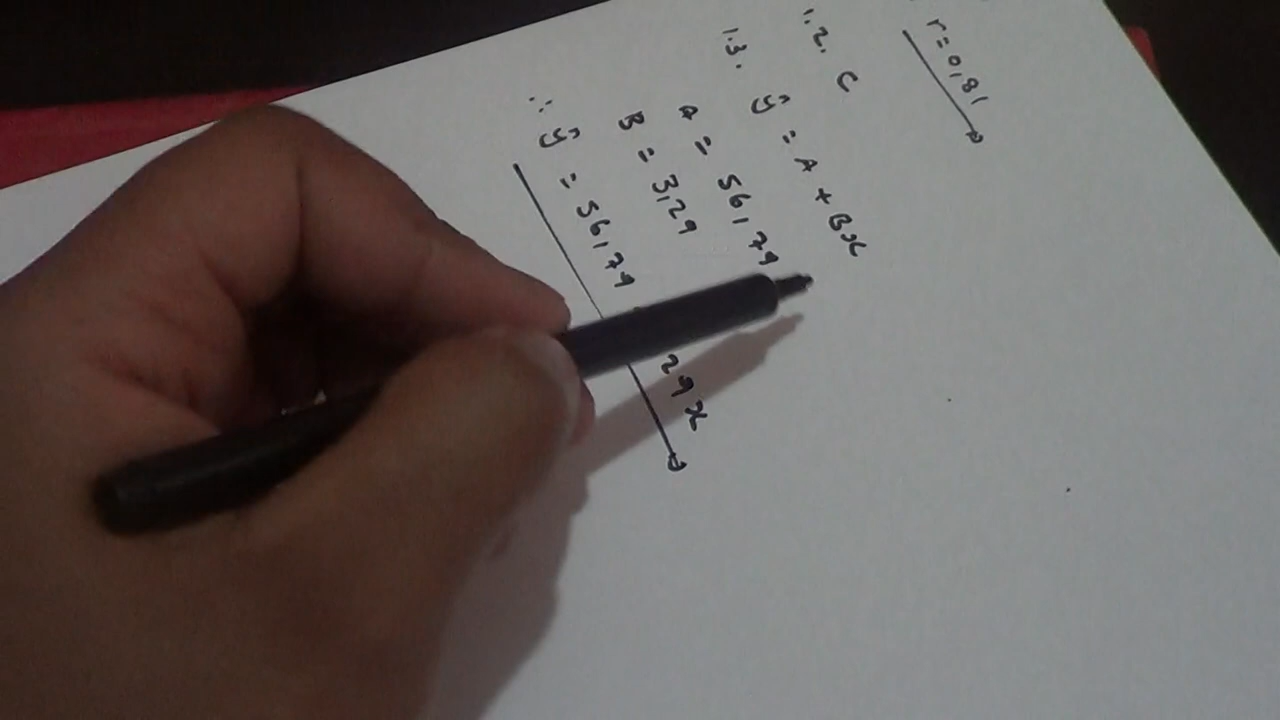 r = 0,81
1.2. C
1.3. ŷ = A + Bx
A = 56,79
B = 3,29
∴ ŷ = 56,79 29x